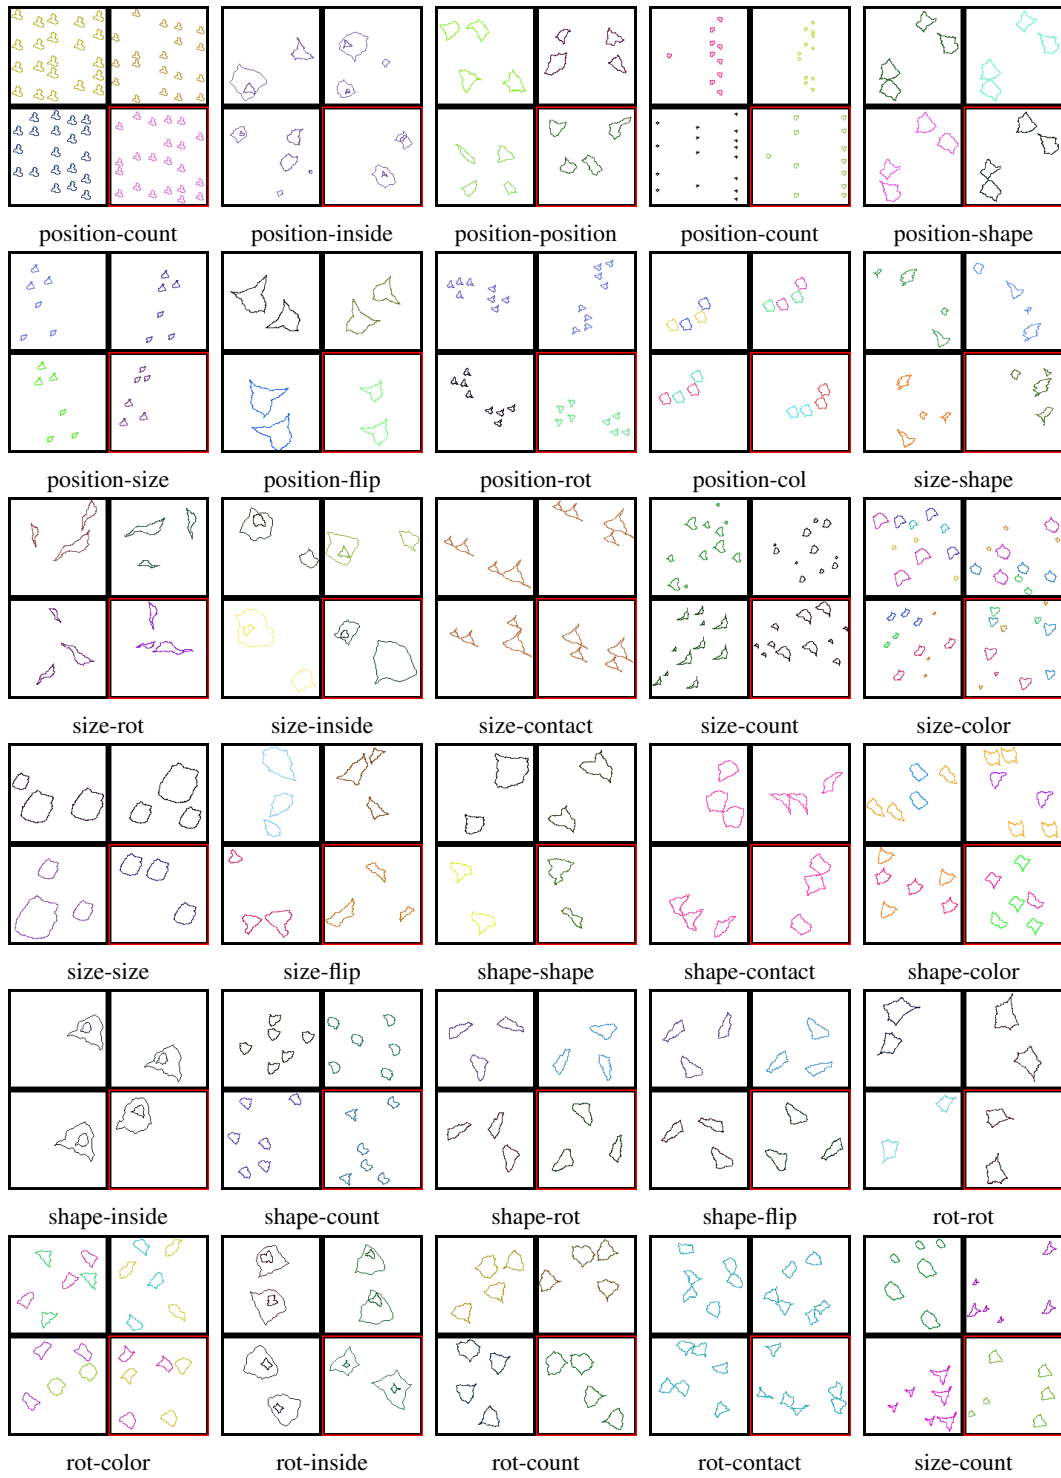 position-count position-inside position-position position-count position-shape
position-size position-flip position-rot position-col size-shape
size-rot size-inside size-contact size-count size-color
size-size size-flip shape-shape shape-contact shape-color
shape-inside shape-count shape-rot shape-flip rot-rot
rot-color rot-inside rot-count rot-contact size-count